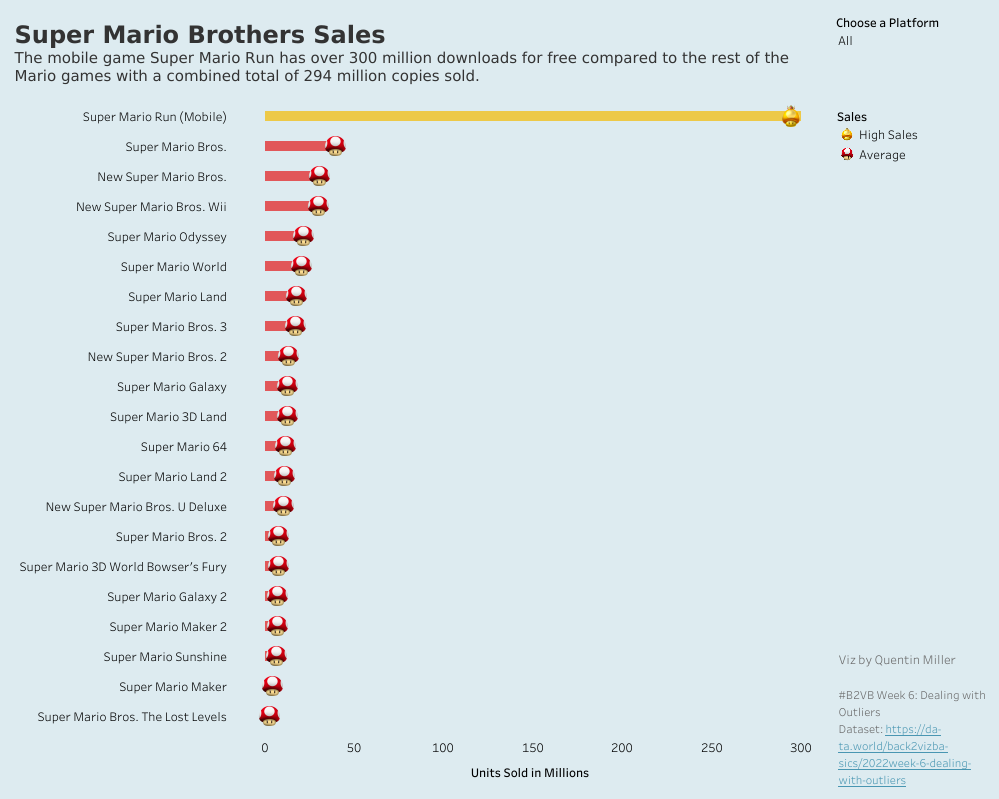 Super Mario Brothers Sales
The mobile game Super Mario Run has over 300 million downloads for free compared to the rest of the
Mario games with a combined total of 294 million copies sold.
Choose a Platform
All
Sales
High Sales
Average
Super Mario Run (Mobile)
Super Mario Bros.
New Super Mario Bros.
New Super Mario Bros. Wii
Super Mario Odyssey
Super Mario World
Super Mario Land
Super Mario Bros. 3
New Super Mario Bros. 2
Super Mario Galaxy
Super Mario 3D Land
Super Mario 64
Super Mario Land 2
New Super Mario Bros. U Deluxe
Super Mario Bros. 2
Super Mario 3D World Bowser's Fury
Super Mario Galaxy 2
Super Mario Maker 2
Super Mario Sunshine
Super Mario Maker
Super Mario Bros. The Lost Levels
0 50 100 150 200 250 300
Units Sold in Millions
Viz by Quentin Miller
#B2VB Week 6: Dealing with
Outliers
Dataset: https://da-
ta.world/back2vizba-
sics/2022week-6-dealing-
with-outliers